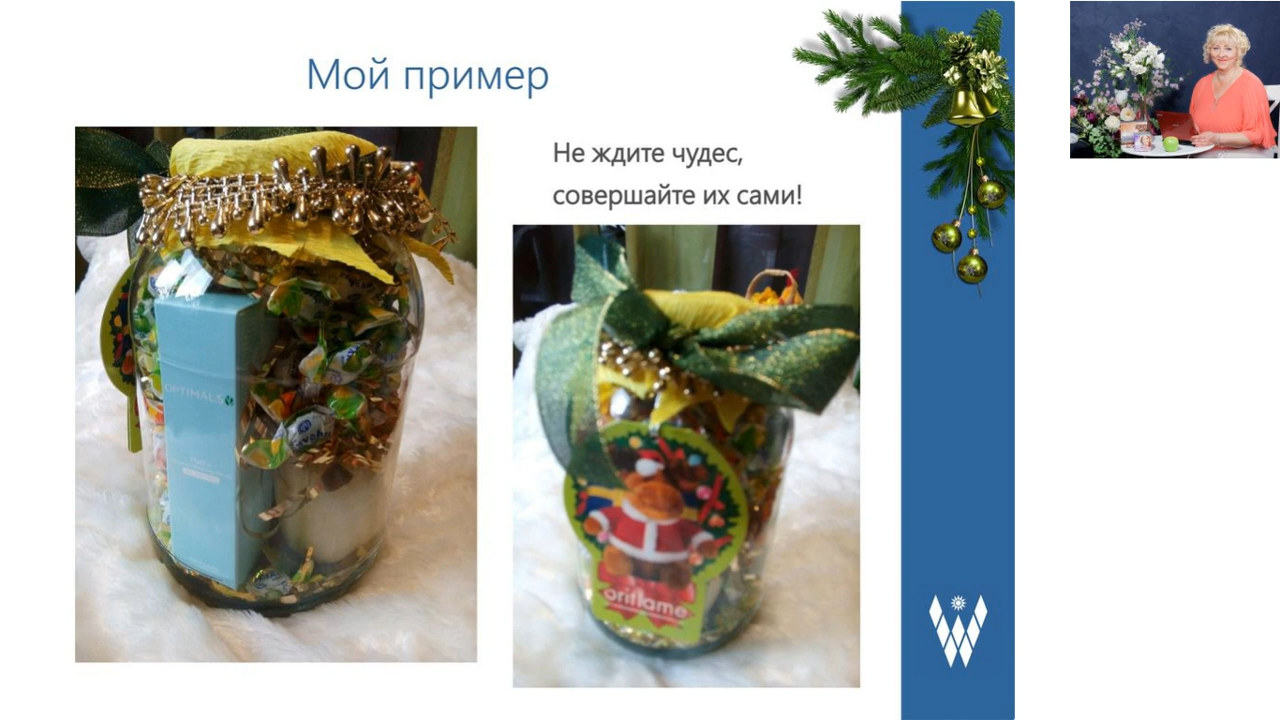 Мой пример
Не ждите чудес,
совершайте их сами!
OPTIMALS
oriflame